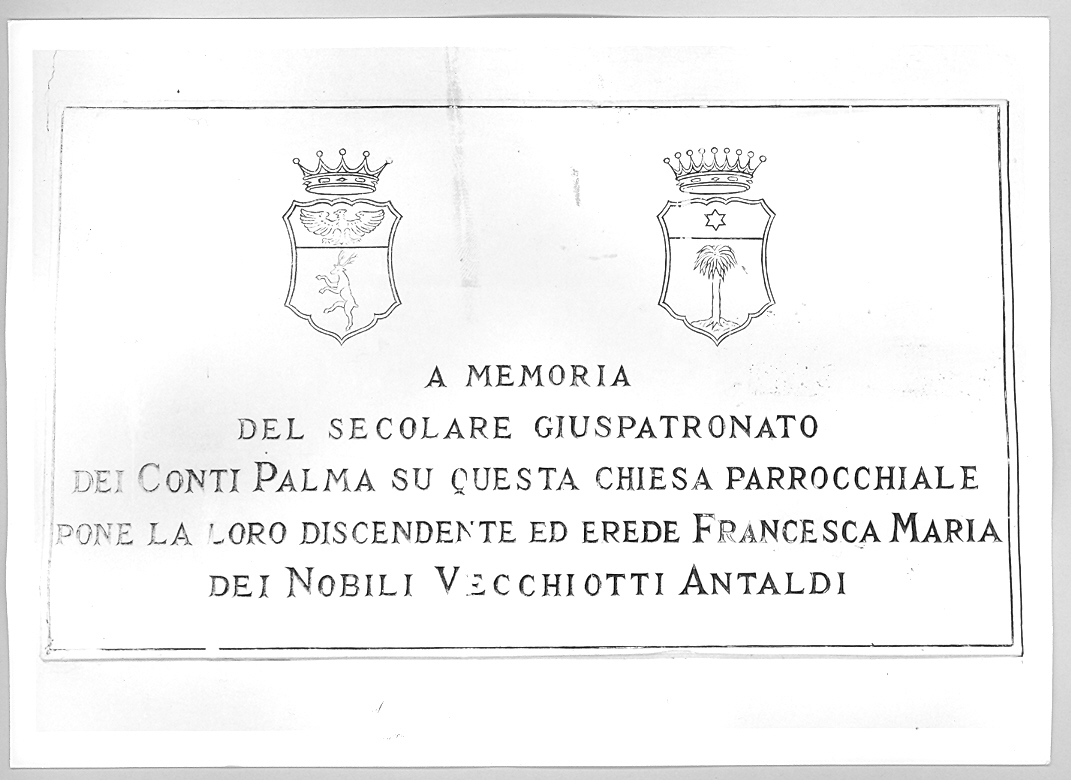 A MEMORIA
DEL SECOLARE GIUSPATRONATO
DEI CONTI PALMA SU QUESTA CHIESA PARROCCHIALE
PONE LA LORO DISCENDENTE ED EREDE FRANCESCA MARIA
DEI NOBILI VECCHIOTTI ANTALDI